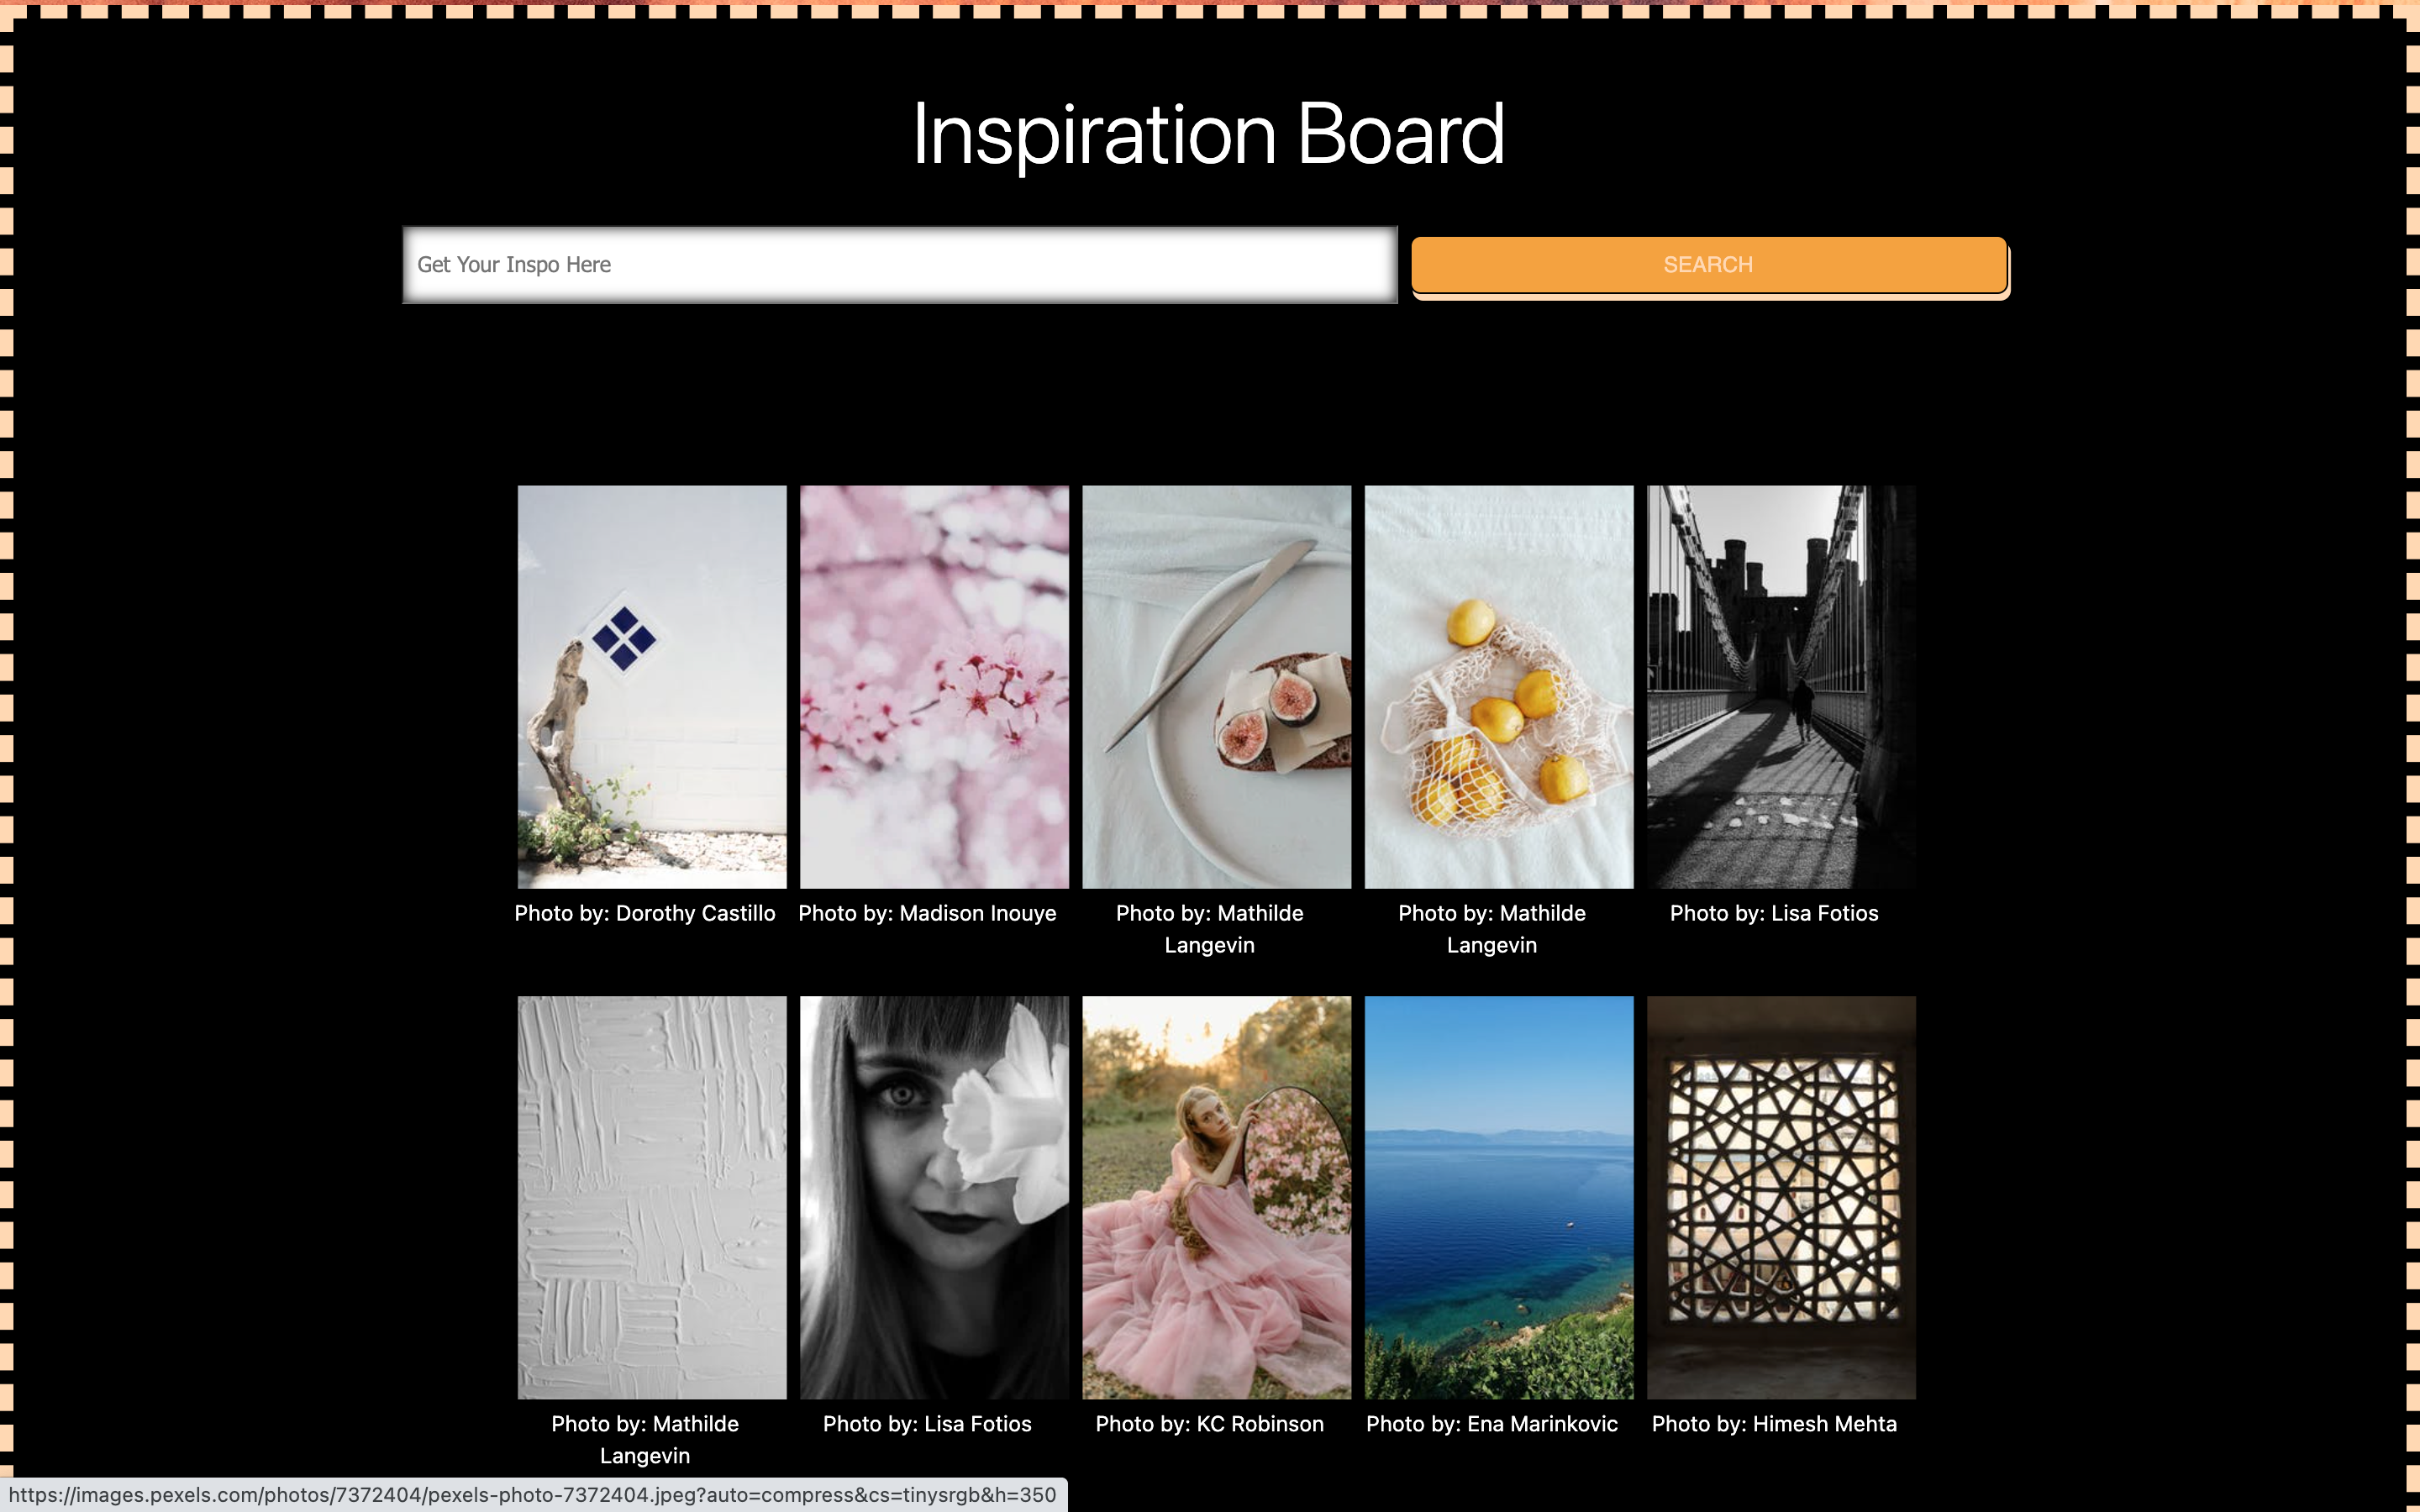 Inspiration Board
Get Your Inspo Here
SEARCH
Photo by: Dorothy Castillo
Photo by: Madison Inouye
Photo by: Mathilde
Langevin
Photo by: Mathilde
Langevin
Photo by: Lisa Fotios
Photo by: Mathilde
Langevin
Photo by: Lisa Fotios
Photo by: KC Robinson
Photo by: Ena Marinkovic
Photo by: Himesh Mehta
https://images.pexels.com/photos/7372404/pexels-photo-7372404.jpeg?auto=compress&cs=tinysrgb&h=350